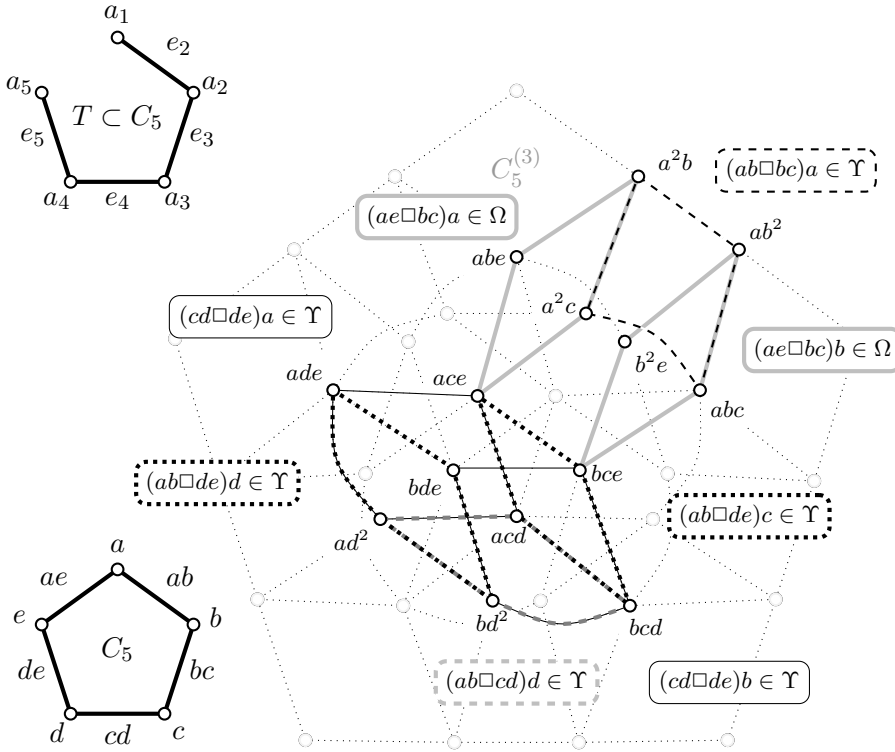 a₁
e₂
a₅
a₂
T ⊂ C₅
e₅
e₃
a₄
e₄
a₃
C₅⁽³⁾
a²b
(ab□bc)a ∈ Υ
(ae□bc)a ∈ Ω
ab²
abe
a²c
(cd□de)a ∈ Υ
b²e
(ae□bc)b ∈ Ω
ade
ace
abc
bde
bce
(ab□de)d ∈ Υ
(ab□de)c ∈ Υ
ad²
acd
a
ae
ab
e
b
bd²
bcd
C₅
de
bc
(ab□cd)d ∈ Υ
(cd□de)b ∈ Υ
d
cd
c